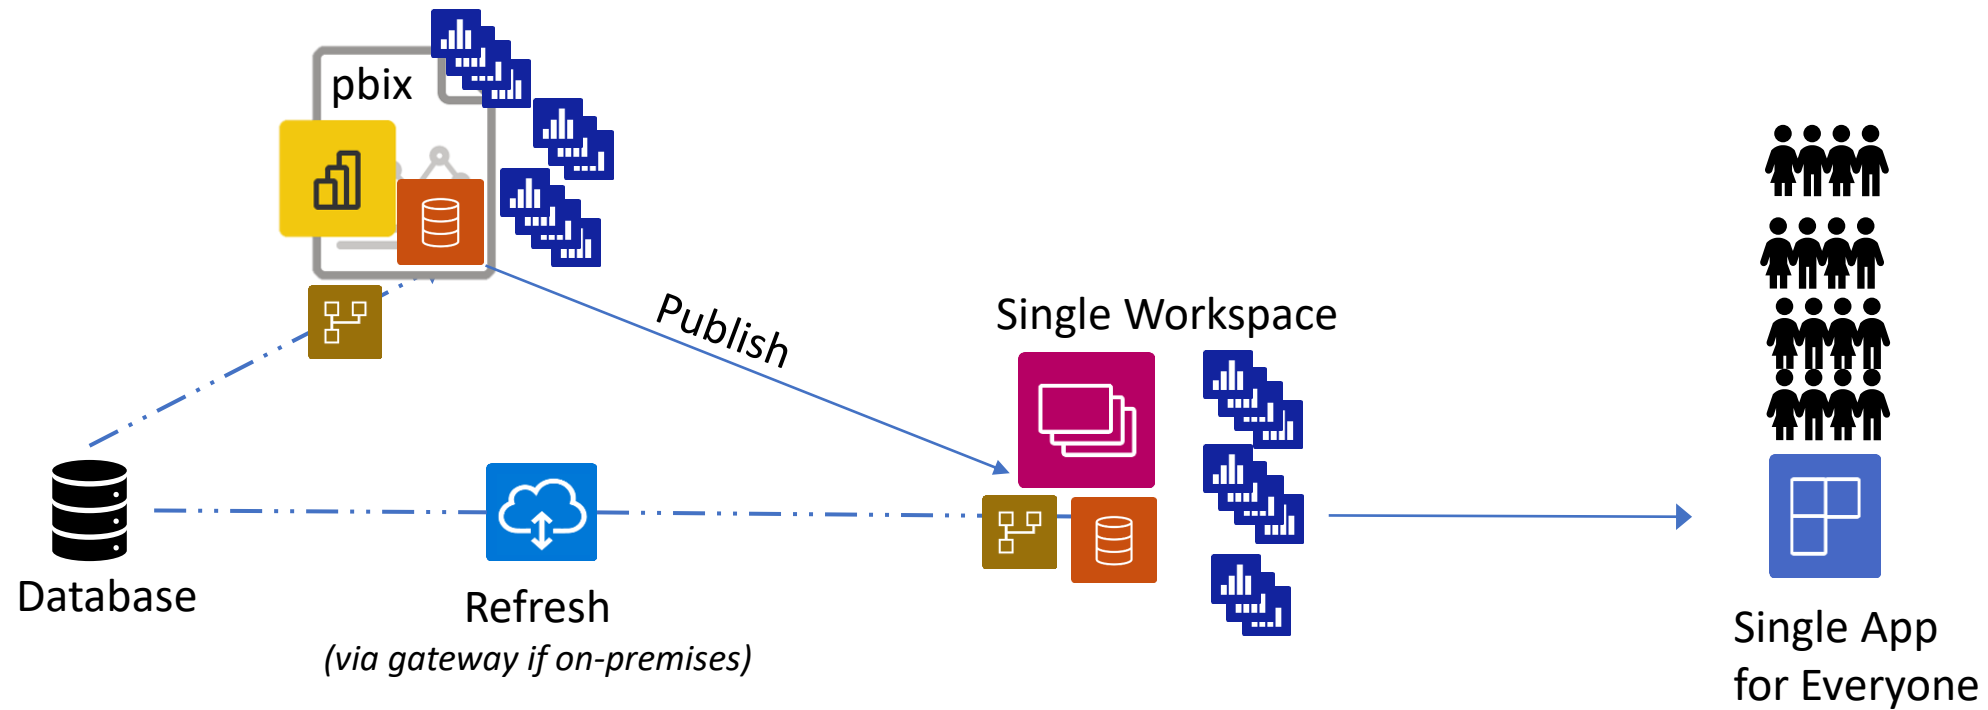 pbix
Publish
Single Workspace
Database
Refresh
(via gateway if on-premises)
Single App
for Everyone